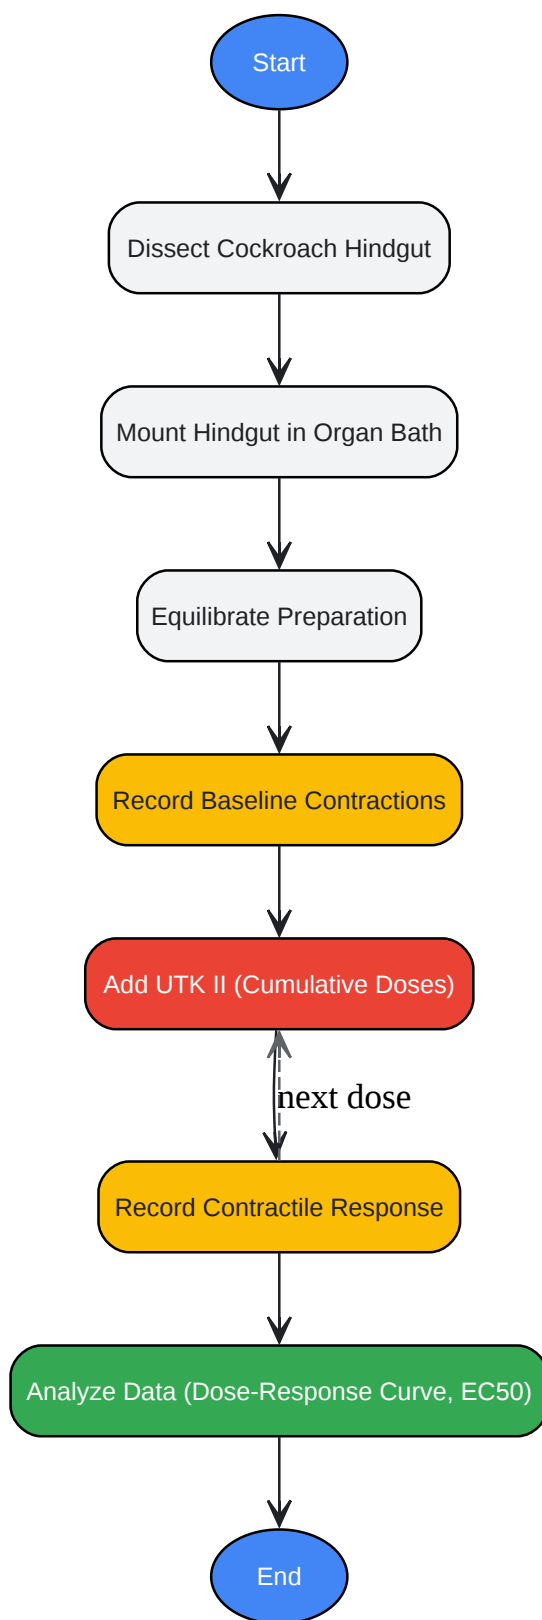 Start
Dissect Cockroach Hindgut
Mount Hindgut in Organ Bath
Equilibrate Preparation
Record Baseline Contractions
Add UTK II (Cumulative Doses)
next dose
Record Contractile Response
Analyze Data (Dose-Response Curve, EC50)
End